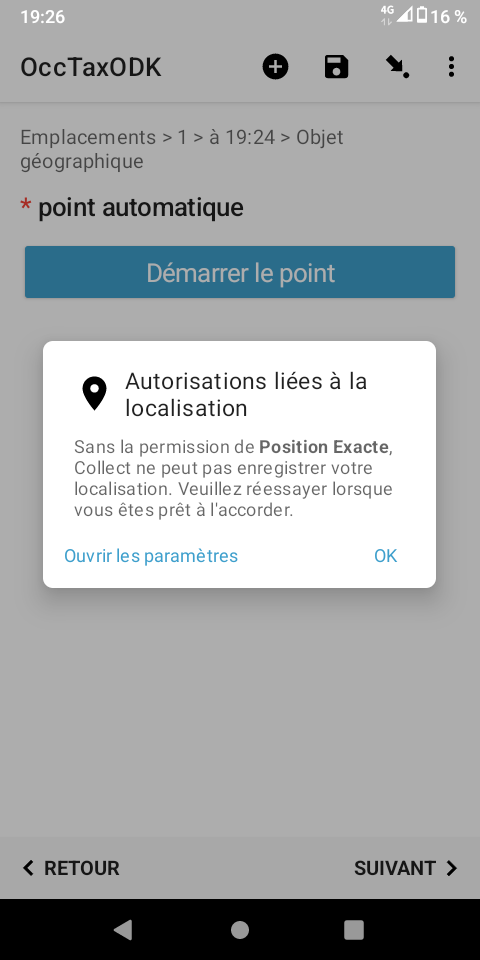 19:26
4G
16 %
OccTaxODK
Emplacements > 1 > à 19:24 > Objet
géographique
* point automatique
Démarrer le point
Autorisations liées à la
localisation
Sans la permission de Position Exacte,
Collect ne peut pas enregistrer votre
localisation. Veuillez réessayer lorsque
vous êtes prêt à l'accorder.
Ouvrir les paramètres
OK
RETOUR
SUIVANT